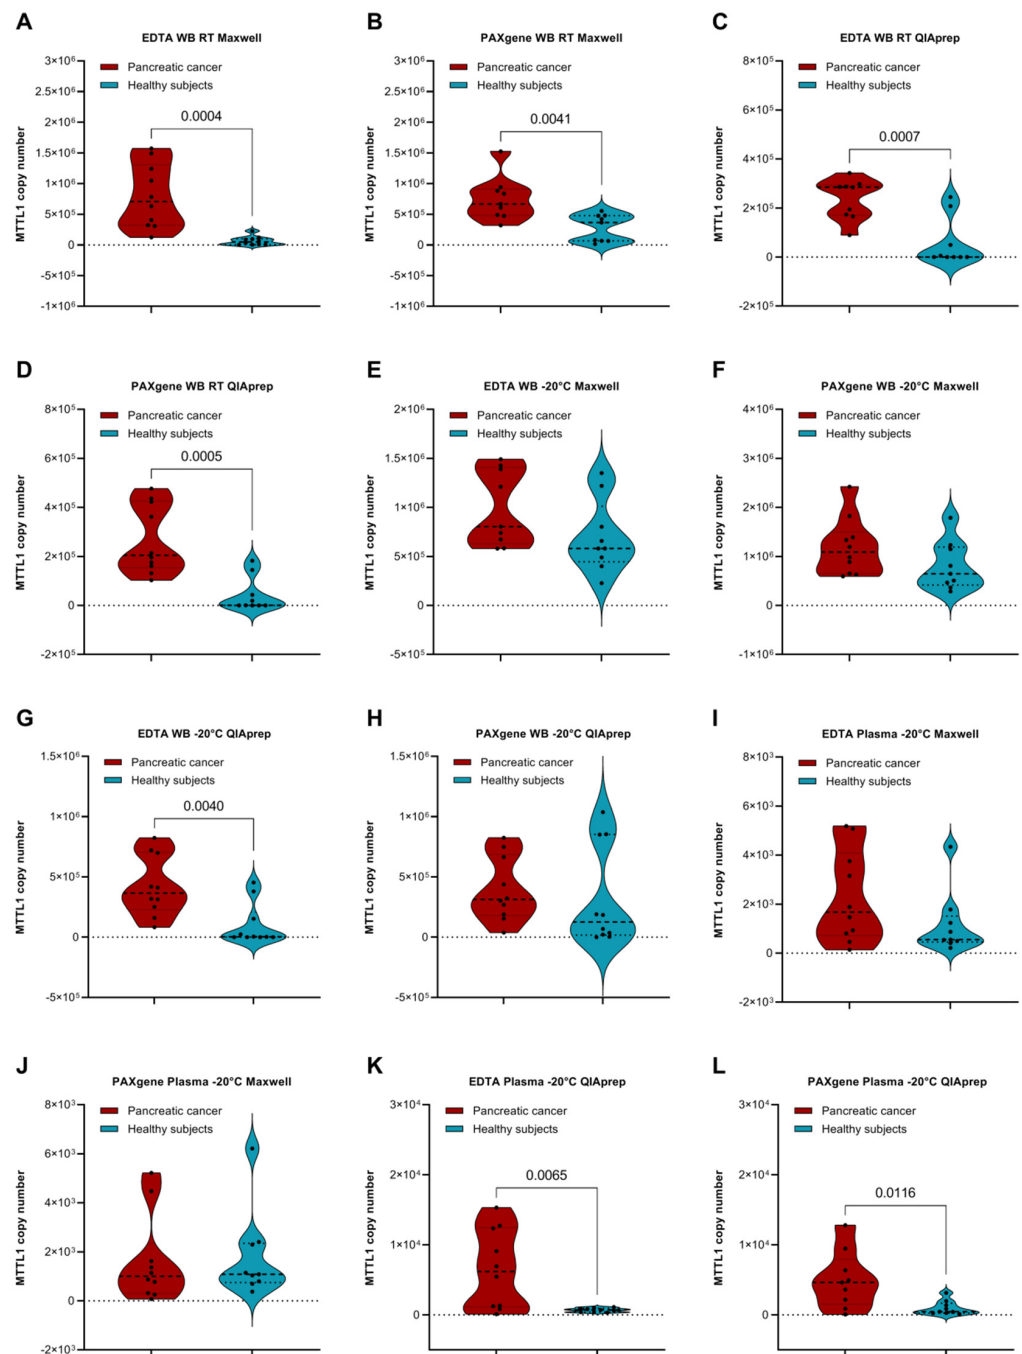 A
EDTA WB RT Maxwell
3×10⁶
2.5×10⁶
2×10⁶
1.5×10⁶
1×10⁶
5×10⁵
0
-5×10⁵
-1×10⁶
MTTL1 copy number
Pancreatic cancer
Healthy subjects
0.0004
B
PAXgene WB RT Maxwell
3×10⁶
2.5×10⁶
2×10⁶
1.5×10⁶
1×10⁶
5×10⁵
0
-5×10⁵
-1×10⁶
MTTL1 copy number
Pancreatic cancer
Healthy subjects
0.0041
C
EDTA WB RT QIAprep
8×10⁵
6×10⁵
4×10⁵
2×10⁵
0
-2×10⁵
MTTL1 copy number
Pancreatic cancer
Healthy subjects
0.0007
D
PAXgene WB RT QIAprep
8×10⁵
6×10⁵
4×10⁵
2×10⁵
0
-2×10⁵
MTTL1 copy number
Pancreatic cancer
Healthy subjects
0.0005
E
EDTA WB -20°C Maxwell
2×10⁶
1.5×10⁶
1×10⁶
5×10⁵
0
-5×10⁵
MTTL1 copy number
Pancreatic cancer
Healthy subjects
F
PAXgene WB -20°C Maxwell
4×10⁶
3×10⁶
2×10⁶
1×10⁶
0
-1×10⁶
MTTL1 copy number
Pancreatic cancer
Healthy subjects
G
EDTA WB -20°C QIAprep
1.5×10⁶
1×10⁶
5×10⁵
0
-5×10⁵
MTTL1 copy number
Pancreatic cancer
Healthy subjects
0.0040
H
PAXgene WB -20°C QIAprep
1.5×10⁶
1×10⁶
5×10⁵
0
-5×10⁵
MTTL1 copy number
Pancreatic cancer
Healthy subjects
I
EDTA Plasma -20°C Maxwell
8×10³
6×10³
4×10³
2×10³
0
-2×10³
MTTL1 copy number
Pancreatic cancer
Healthy subjects
J
PAXgene Plasma -20°C Maxwell
8×10³
6×10³
4×10³
2×10³
0
-2×10³
MTTL1 copy number
Pancreatic cancer
Healthy subjects
K
EDTA Plasma -20°C QIAprep
3×10⁴
2×10⁴
1×10⁴
0
MTTL1 copy number
Pancreatic cancer
Healthy subjects
0.0065
L
PAXgene Plasma -20°C QIAprep
3×10⁴
2×10⁴
1×10⁴
0
MTTL1 copy number
Pancreatic cancer
Healthy subjects
0.0116